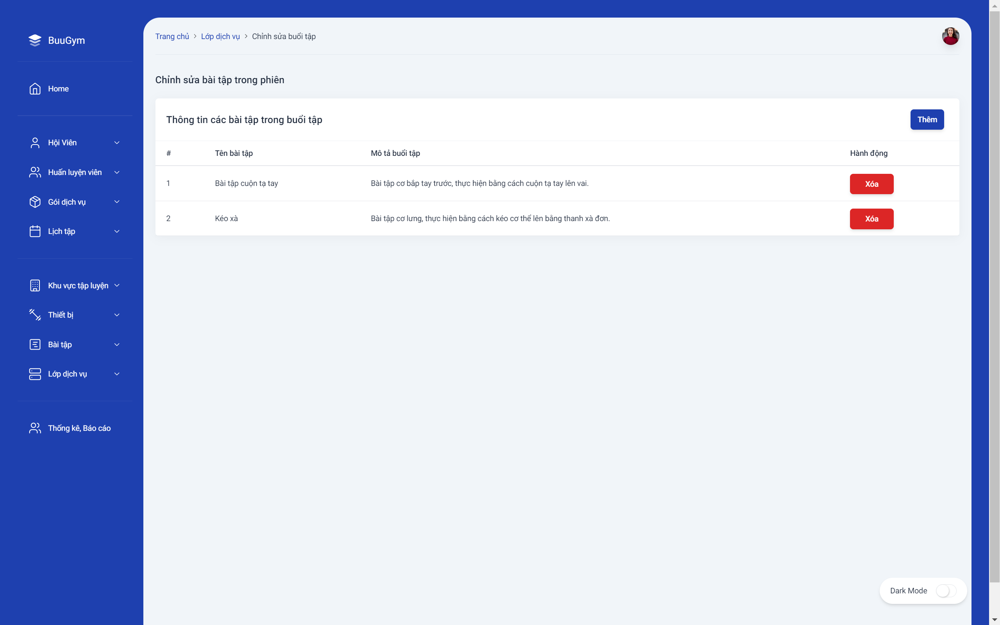 BuuGym
Home
Hội Viên
Huấn luyện viên
Gói dịch vụ
Lịch tập
Khu vực tập luyện
Thiết bị
Bài tập
Lớp dịch vụ
Thống kê, Báo cáo
Trang chủ > Lớp dịch vụ > Chỉnh sửa buổi tập
Chỉnh sửa bài tập trong phiên
Thông tin các bài tập trong buổi tập Thêm
# Tên bài tập Mô tả buổi tập Hành động
1 Bài tập cuộn tạ tay Bài tập cơ bắp tay trước, thực hiện bằng cách cuộn tạ tay lên vai. Xóa
2 Kéo xà Bài tập cơ lưng, thực hiện bằng cách kéo cơ thể lên bằng thanh xà đơn. Xóa
Dark Mode